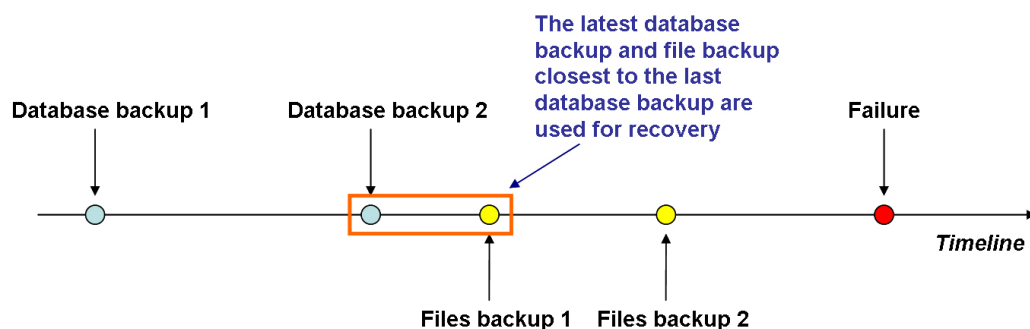 The latest database
backup and file backup
closest to the last
database backup are
used for recovery
Database backup 1
Database backup 2
Failure
Timeline
Files backup 1
Files backup 2